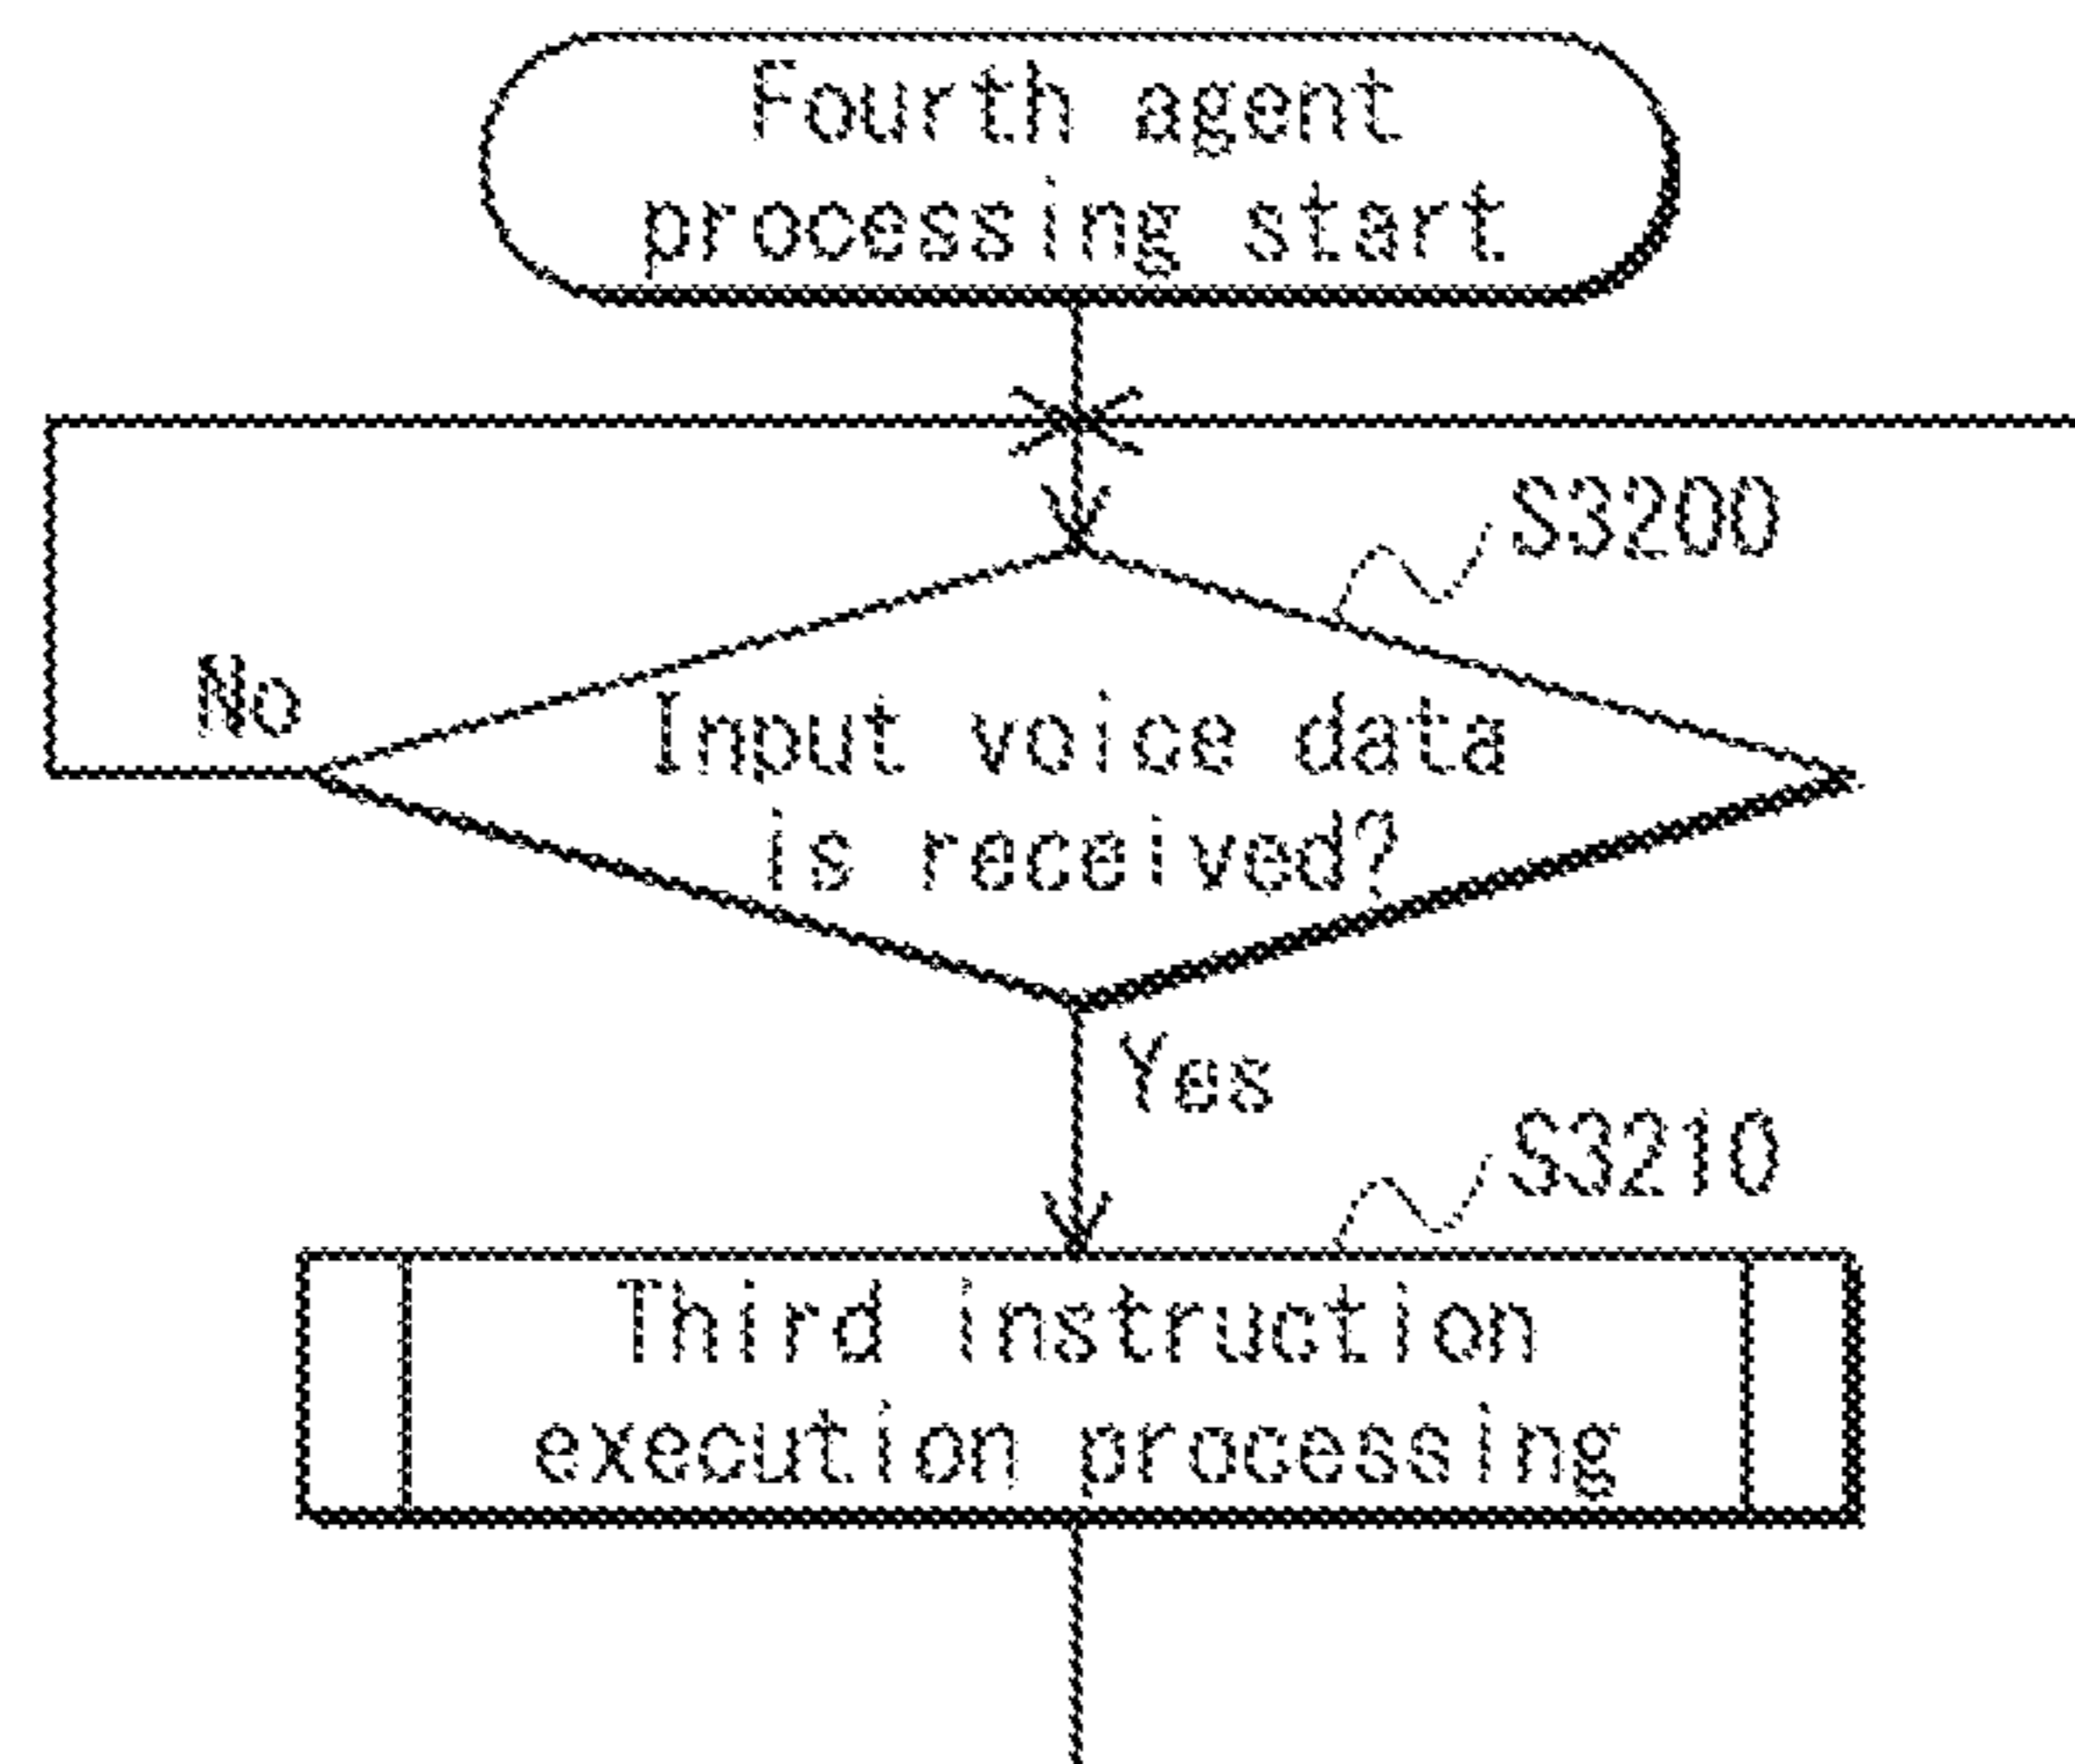 Fourth agent
processing start
S3200
No
Input voice data
is received?
Yes
S3210
Third instruction
execution processing